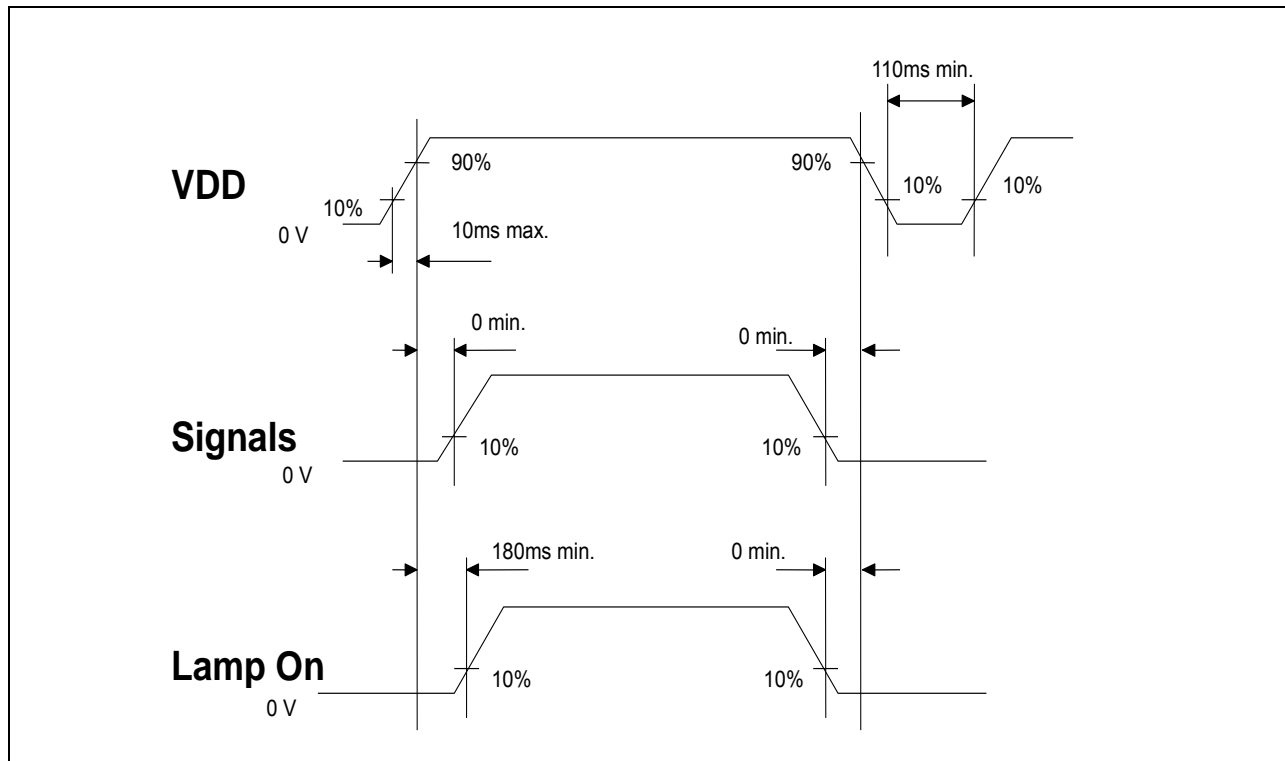 110ms min.
VDD
90%
90%
10%
10%
10%
0 V
10ms max.
0 min.
0 min.
Signals
10%
10%
0 V
180ms min.
0 min.
Lamp On
10%
10%
0 V